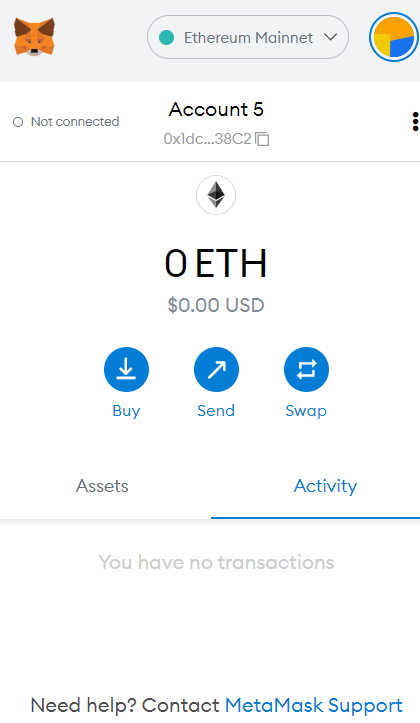 Ethereum Mainnet
Not connected
Account 5
0x1dc...38C2
0 ETH
$0.00 USD
Buy
Send
Swap
Assets
Activity
You have no transactions
Need help? Contact MetaMask Support